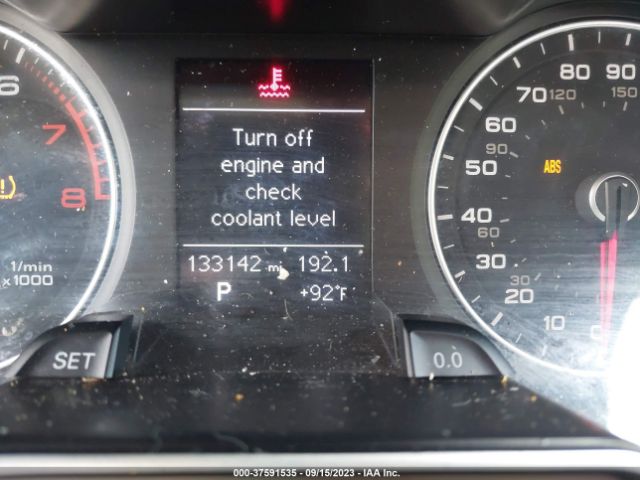 Turn off
engine and
check
coolant level
133142 mi 192.1
P +92°F
6
7
8
(!)
1/min
x1000
SET
90
80
70
60
50
40
30
20
10
0
150
120
90
60
30
ABS
0.0
000-37591535 - 09/15/2023 - IAA Inc.